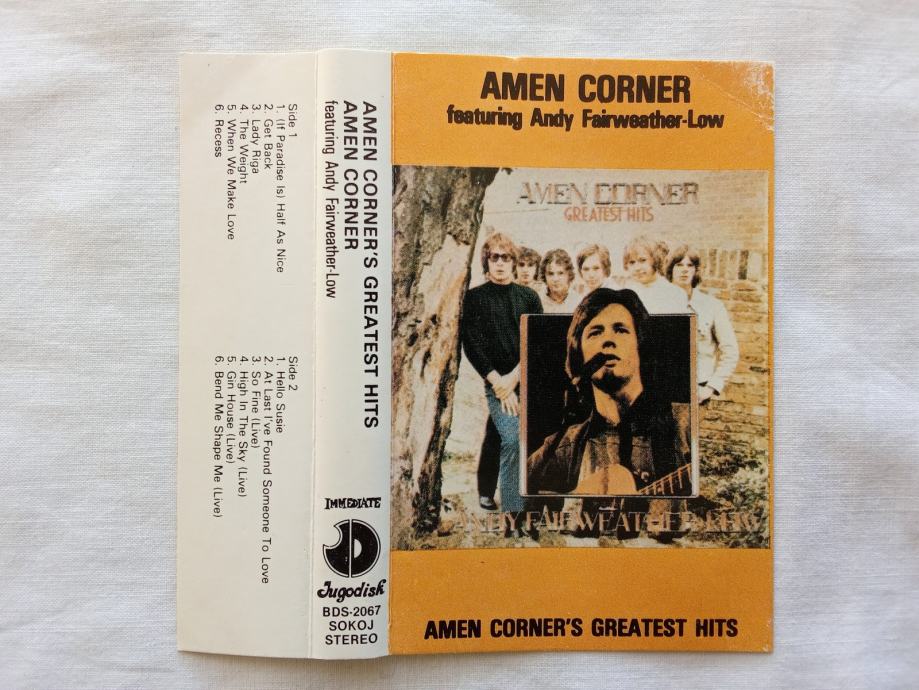 Side 1
1. (If Paradise Is) Half As Nice
2. Get Back
3. Lady Riga
4. The Weight
5. When We Make Love
6. Recess
Side 2
1. Hello Susie
2. At Last I've Found Someone To Love
3. So Fine (Live)
4. High In The Sky (Live)
5. Gin House (Live)
6. Bend Me Shape Me (Live)
AMEN CORNER'S GREATEST HITS
AMEN CORNER
featuring Andy Fairweather-Low
IMMEDIATE
Jugodisk
BDS-2067
SOKOJ
STEREO
AMEN CORNER
featuring Andy Fairweather-Low
AMEN CORNER
GREATEST HITS
ANDY FAIRWEATHER
AMEN CORNER'S GREATEST HITS